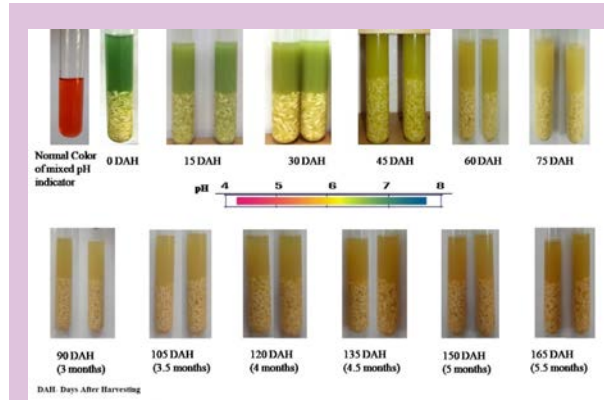 Normal Color
of mixed pH
indicator
0 DAH
15 DAH
30 DAH
45 DAH
60 DAH
75 DAH
pH
4 5 6 7 8
90 DAH
(3 months)
105 DAH
(3.5 months)
120 DAH
(4 months)
135 DAH
(4.5 months)
150 DAH
(5 months)
165 DAH
(5.5 months)
DAH- Days After Harvesting